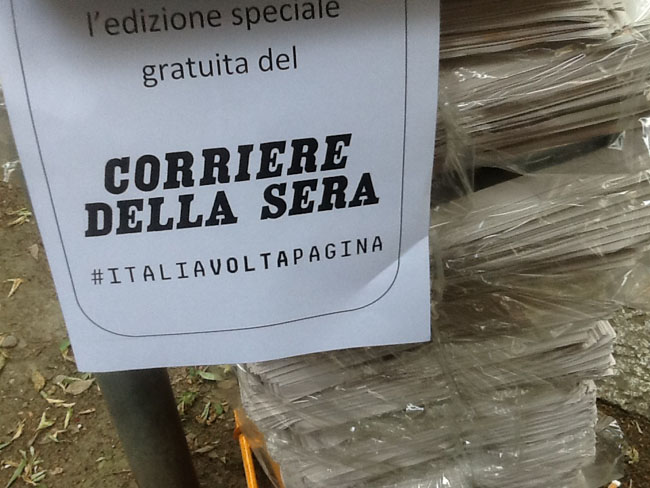 l'edizione speciale
gratuita del
CORRIERE
DELLA SERA
#ITALIAVOLTAPAGINA